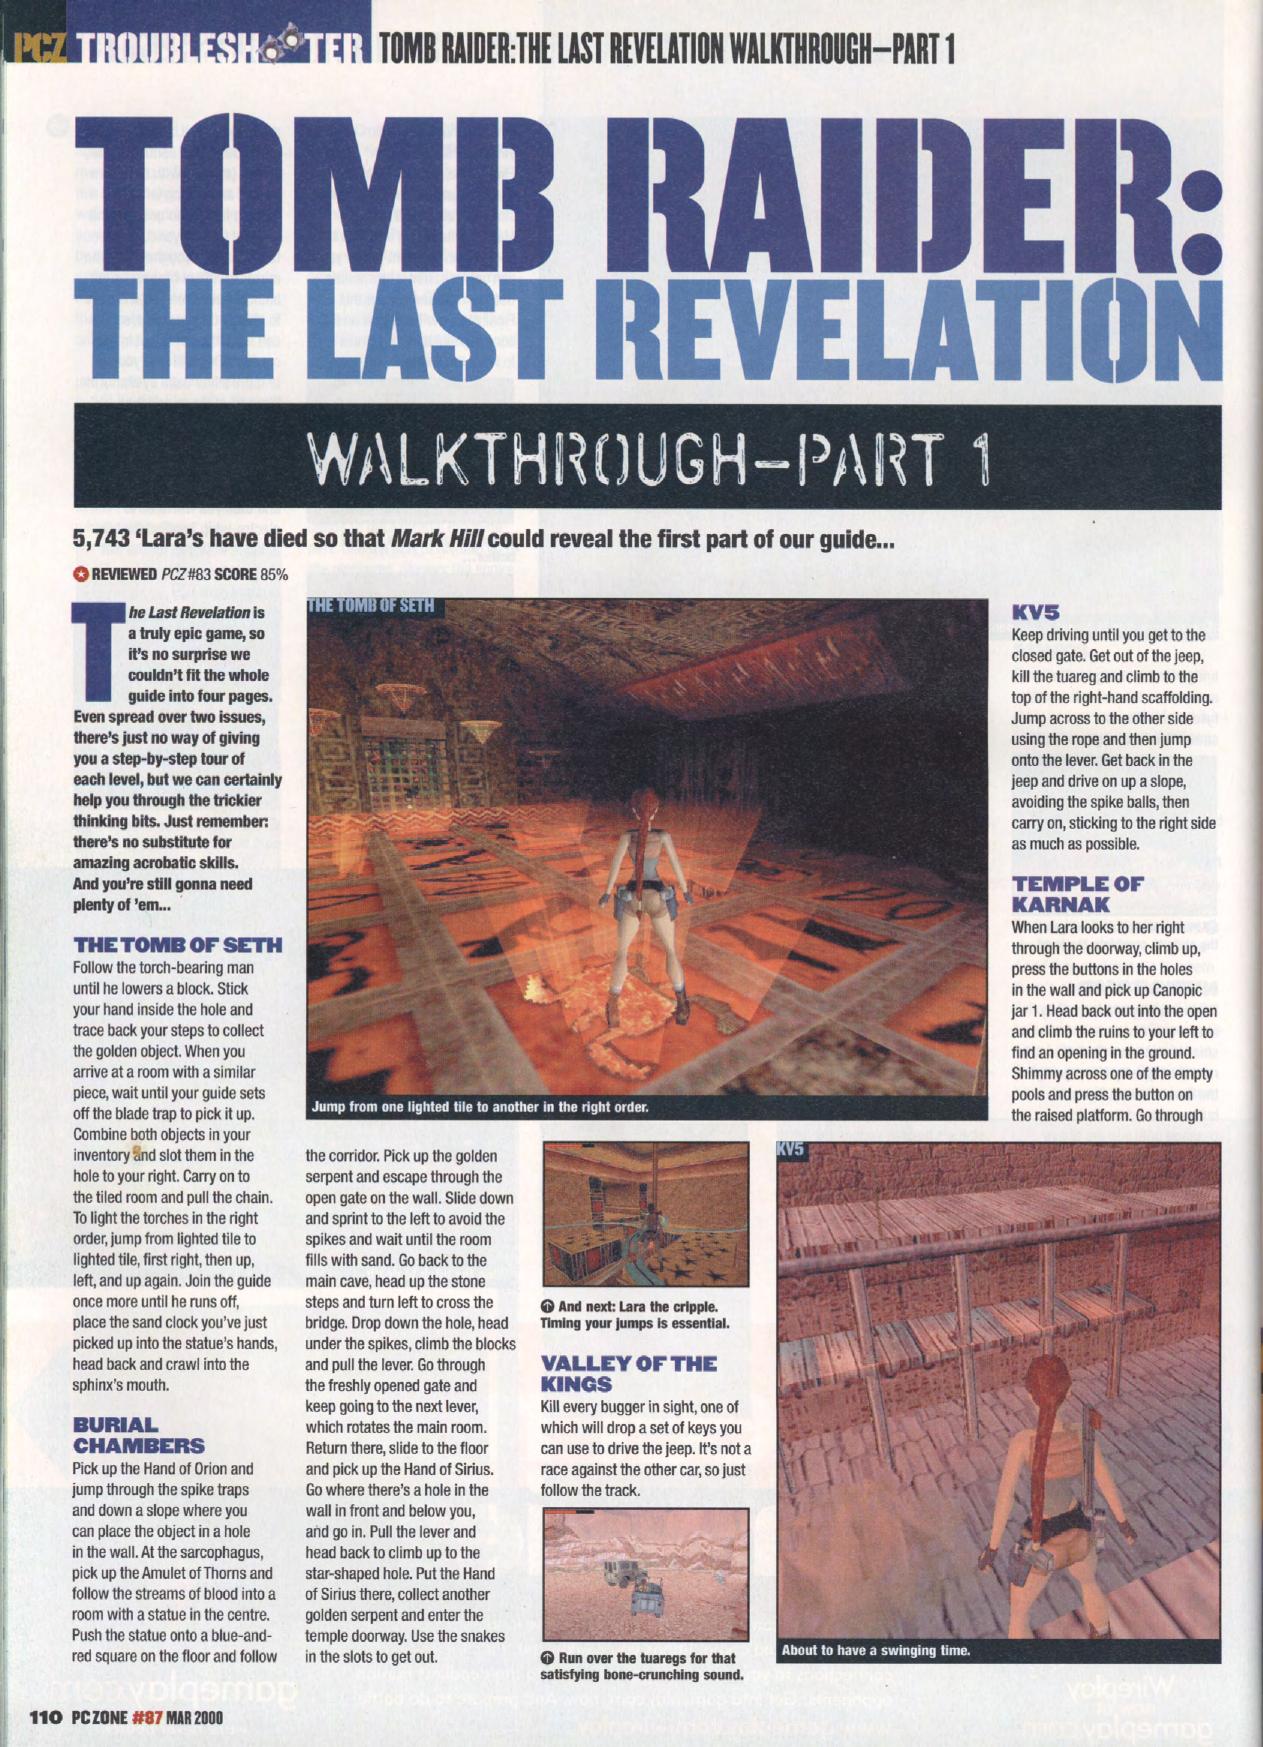 PCZ TROUBLESHOOTER TOMB RAIDER:THE LAST REVELATION WALKTHROUGH–PART 1
TOMB RAIDER:
THE LAST REVELATION
WALKTHROUGH–PART 1
5,743 ‘Lara’s have died so that Mark Hill could reveal the first part of our guide...
REVIEWED PCZ #83 SCORE 85%
The Last Revelation is
a truly epic game, so
it’s no surprise we
couldn’t fit the whole
guide into four pages.
Even spread over two issues,
there’s just no way of giving
you a step-by-step tour of
each level, but we can certainly
help you through the trickier
thinking bits. Just remember:
there’s no substitute for
amazing acrobatic skills.
And you’re still gonna need
plenty of ’em...
THE TOMB OF SETH
Follow the torch-bearing man
until he lowers a block. Stick
your hand inside the hole and
trace back your steps to collect
the golden object. When you
arrive at a room with a similar
piece, wait until your guide sets
off the blade trap to pick it up.
Combine both objects in your
inventory and slot them in the
hole to your right. Carry on to
the tiled room and pull the chain.
To light the torches in the right
order, jump from lighted tile to
lighted tile, first right, then up,
left, and up again. Join the guide
once more until he runs off,
place the sand clock you’ve just
picked up into the statue’s hands,
head back and crawl into the
sphinx’s mouth.
BURIAL
CHAMBERS
Pick up the Hand of Orion and
jump through the spike traps
and down a slope where you
can place the object in a hole
in the wall. At the sarcophagus,
pick up the Amulet of Thorns and
follow the streams of blood into a
room with a statue in the centre.
Push the statue onto a blue-and-
red square on the floor and follow
THE TOMB OF SETH
Jump from one lighted tile to another in the right order.
the corridor. Pick up the golden
serpent and escape through the
open gate on the wall. Slide down
and sprint to the left to avoid the
spikes and wait until the room
fills with sand. Go back to the
main cave, head up the stone
steps and turn left to cross the
bridge. Drop down the hole, head
under the spikes, climb the blocks
and pull the lever. Go through
the freshly opened gate and
keep going to the next lever,
which rotates the main room.
Return there, slide to the floor
and pick up the Hand of Sirius.
Go where there’s a hole in the
wall in front and below you,
and go in. Pull the lever and
head back to climb up to the
star-shaped hole. Put the Hand
of Sirius there, collect another
golden serpent and enter the
temple doorway. Use the snakes
in the slots to get out.
And next: Lara the cripple.
Timing your jumps is essential.
VALLEY OF THE
KINGS
Kill every bugger in sight, one of
which will drop a set of keys you
can use to drive the jeep. It’s not a
race against the other car, so just
follow the track.
Run over the tuaregs for that
satisfying bone-crunching sound.
KV5
Keep driving until you get to the
closed gate. Get out of the jeep,
kill the tuareg and climb to the
top of the right-hand scaffolding.
Jump across to the other side
using the rope and then jump
onto the lever. Get back in the
jeep and drive on up a slope,
avoiding the spike balls, then
carry on, sticking to the right side
as much as possible.
TEMPLE OF
KARNAK
When Lara looks to her right
through the doorway, climb up,
press the buttons in the holes
in the wall and pick up Canopic
jar 1. Head back out into the open
and climb the ruins to your left to
find an opening in the ground.
Shimmy across one of the empty
pools and press the button on
the raised platform. Go through
KV5
About to have a swinging time.
110 PC ZONE #87 MAR 2000